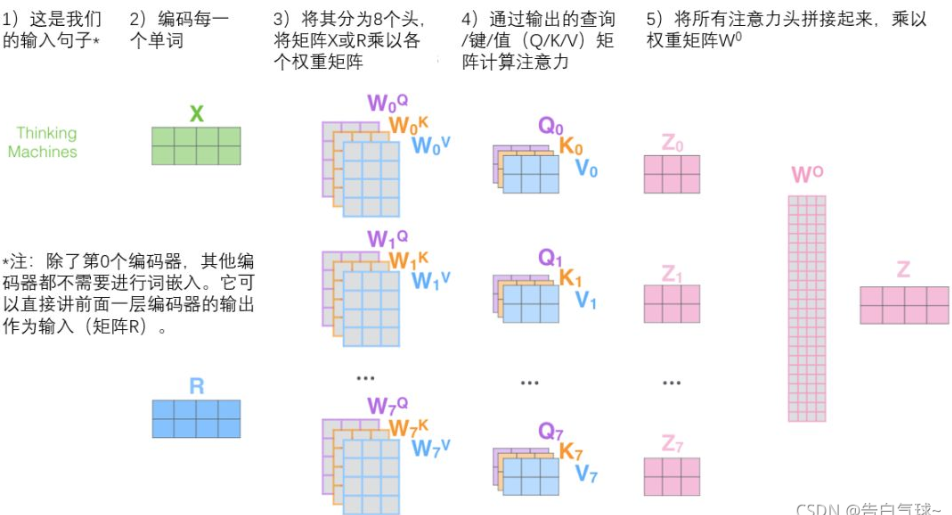 1）这是我们
的输入句子*
2）编码每一
个单词
3）将其分为8个头，
将矩阵X或R乘以各
个权重矩阵
4）通过输出的查询
/键/值（Q/K/V）矩
阵计算注意力
5）将所有注意力头拼接起来，乘以
权重矩阵W⁰
Thinking
Machines
X
W₀Q
W₀K
W₀V
Q₀
K₀
V₀
Z₀
Wᴼ
*注：除了第0个编码器，其他编
码器都不需要进行词嵌入。它可
以直接讲前面一层编码器的输出
作为输入（矩阵R）。
W₁Q
W₁K
W₁V
Q₁
K₁
V₁
Z₁
Z
...
...
...
R
W₇Q
W₇K
W₇V
Q₇
K₇
V₇
Z₇
CSDN @告白气球~